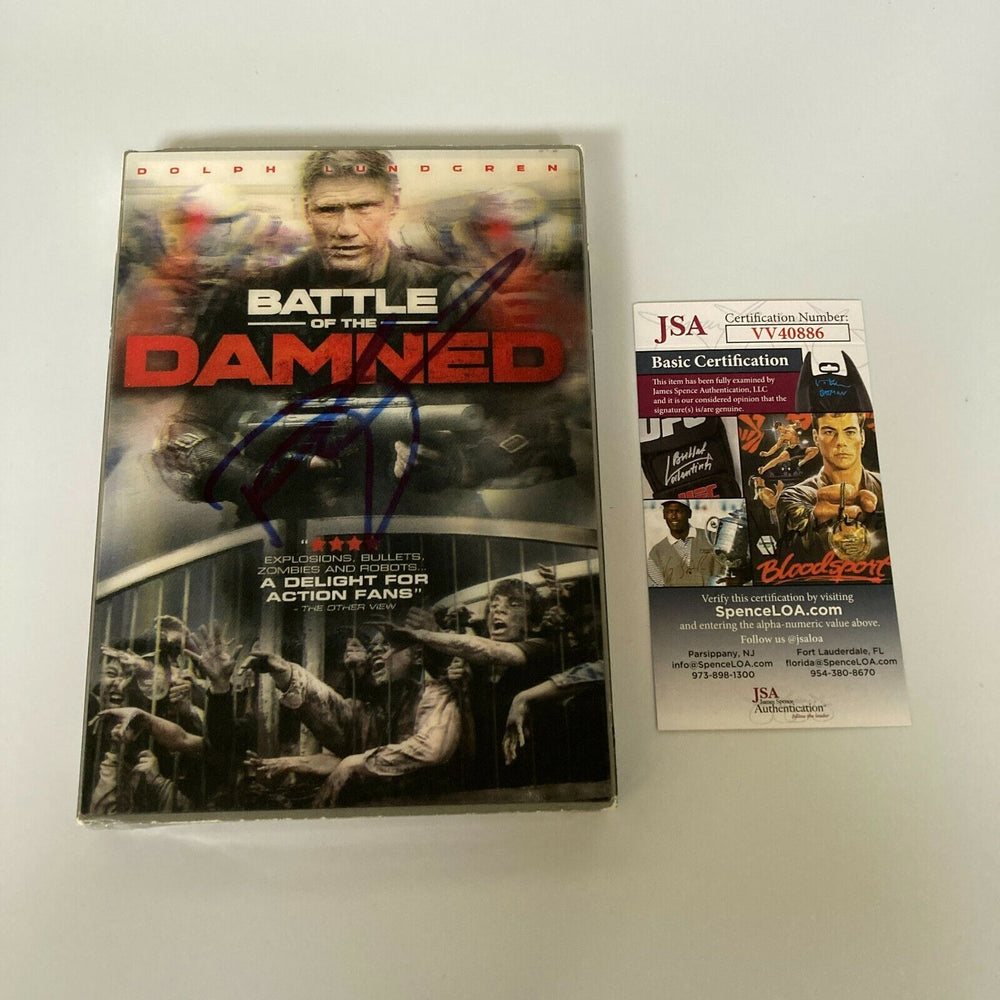 DOLPH LUNDGREN
BATTLE
OF THE
DAMNED
"★★★★
EXPLOSIONS, BULLETS,
ZOMBIES AND ROBOTS...
A DELIGHT FOR
ACTION FANS"
- THE OTHER VIEW
JSA
Certification Number:
VV40886
Basic Certification
This item has been fully examined by
James Spence Authentication, LLC
and it is our considered opinion that the
signature(s) is/are genuine.
UFC
Bloodsport
Verify this certification by visiting
SpenceLOA.com
and entering the alpha-numeric value above.
Follow us @jsaloa
Parsippany, NJ
info@SpenceLOA.com
973-898-1300
Fort Lauderdale, FL
florida@SpenceLOA.com
954-380-8670
JSA
James Spence
Authentication
follow the leader